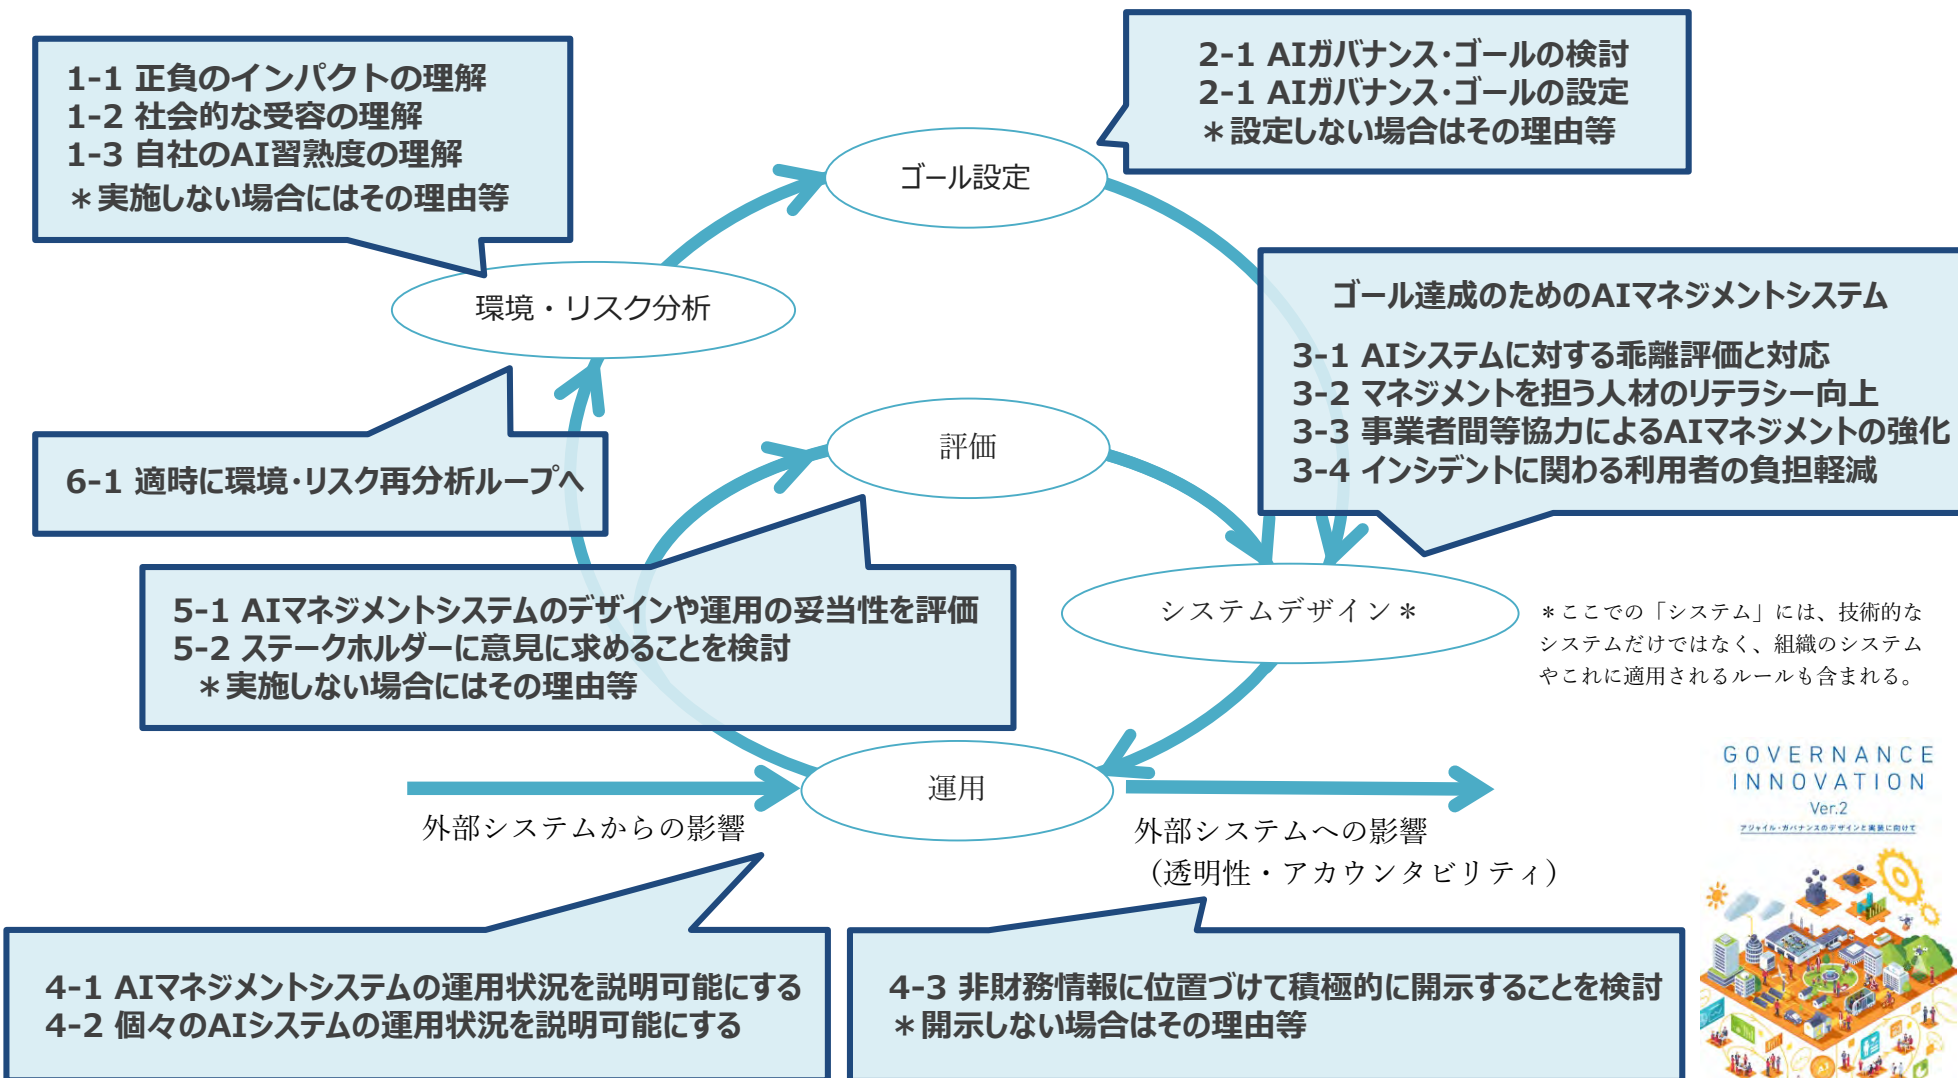 1-1 正負のインパクトの理解
1-2 社会的な受容の理解
1-3 自社のAI習熟度の理解
＊実施しない場合にはその理由等
2-1 AIガバナンス・ゴールの検討
2-1 AIガバナンス・ゴールの設定
＊設定しない場合はその理由等
ゴール設定
環境・リスク分析
ゴール達成のためのAIマネジメントシステム
3-1 AIシステムに対する乖離評価と対応
3-2 マネジメントを担う人材のリテラシー向上
3-3 事業者間等協力によるAIマネジメントの強化
3-4 インシデントに関わる利用者の負担軽減
評価
6-1 適時に環境・リスク再分析ループへ
5-1 AIマネジメントシステムのデザインや運用の妥当性を評価
5-2 ステークホルダーに意見に求めることを検討
＊実施しない場合にはその理由等
システムデザイン＊
＊ここでの「システム」には、技術的な
システムだけではなく、組織のシステム
やこれに適用されるルールも含まれる。
運用
外部システムからの影響
外部システムへの影響
（透明性・アカウンタビリティ）
GOVERNANCE
INNOVATION
Ver.2
アジャイル・ガバナンスのデザインと実装に向けて
4-1 AIマネジメントシステムの運用状況を説明可能にする
4-2 個々のAIシステムの運用状況を説明可能にする
4-3 非財務情報に位置づけて積極的に開示することを検討
＊開示しない場合はその理由等
AI